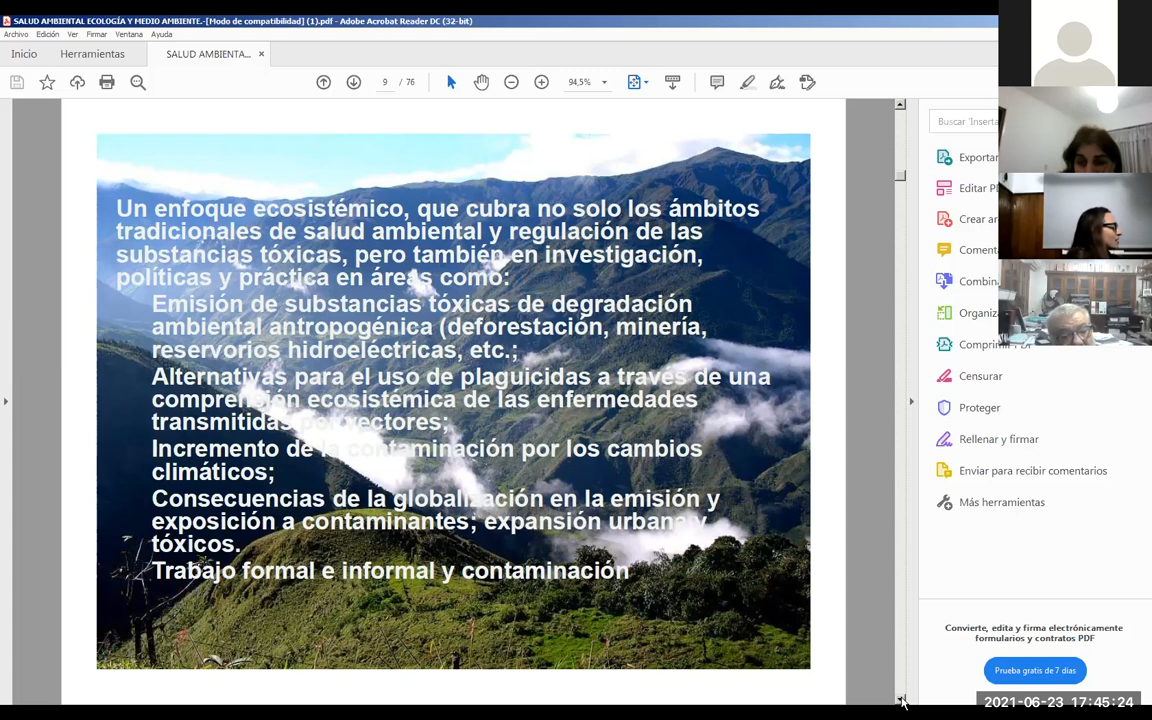 SALUD AMBIENTAL ECOLOGÍA Y MEDIO AMBIENTE.-[Modo de compatibilidad] (1).pdf - Adobe Acrobat Reader DC (32-bit)
Archivo Edición Ver Firmar Ventana Ayuda
Inicio Herramientas SALUD AMBIENTA... ×
9 / 76 94,5%
Un enfoque ecosistémico, que cubra no solo los ámbitos
tradicionales de salud ambiental y regulación de las
substancias tóxicas, pero también en investigación,
políticas y práctica en áreas como:
Emisión de substancias tóxicas de degradación
ambiental antropogénica (deforestación, minería,
reservorios hidroeléctricas, etc.;
Alternativas para el uso de plaguicidas a través de una
comprensión ecosistémica de las enfermedades
transmitidas por vectores;
Incremento de la contaminación por los cambios
climáticos;
Consecuencias de la globalización en la emisión y
exposición a contaminantes; expansión urbana y
tóxicos.
Trabajo formal e informal y contaminación
Buscar 'Inserta
Exportar
Editar P
Crear ar
Comenta
Combin
Organiz
Comprimir PDF
Censurar
Proteger
Rellenar y firmar
Enviar para recibir comentarios
Más herramientas
Convierte, edita y firma electrónicamente
formularios y contratos PDF
Prueba gratis de 7 días
2021-06-23 17:45:24